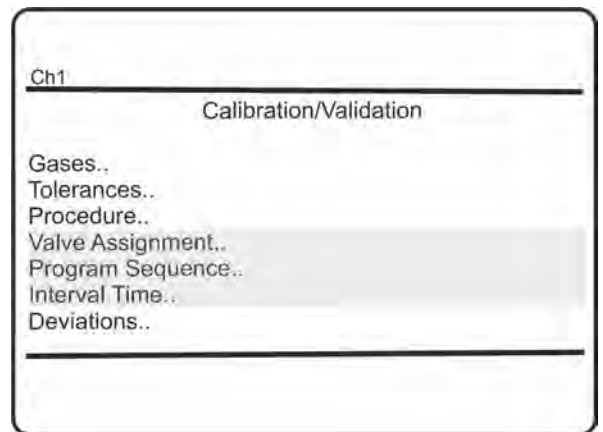 Ch1
Calibration/Validation
Gases..
Tolerances..
Procedure..
Valve Assignment..
Program Sequence..
Interval Time..
Deviations..